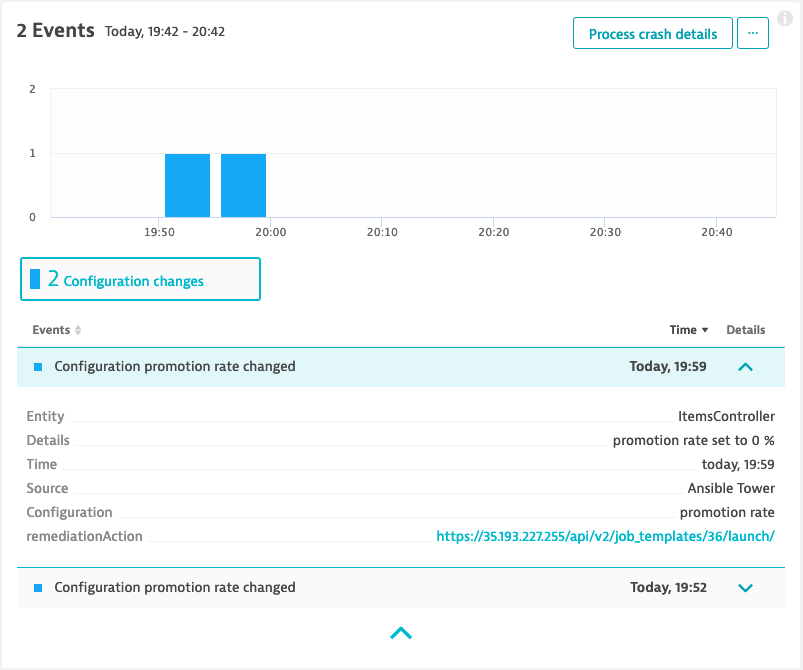 2 Events Today, 19:42 - 20:42
Process crash details ...
2
1
0
19:50 20:00 20:10 20:20 20:30 20:40
2 Configuration changes
Events Time Details
Configuration promotion rate changed Today, 19:59
Entity ItemsController
Details promotion rate set to 0 %
Time today, 19:59
Source Ansible Tower
Configuration promotion rate
remediationAction https://35.193.227.255/api/v2/job_templates/36/launch/
Configuration promotion rate changed Today, 19:52